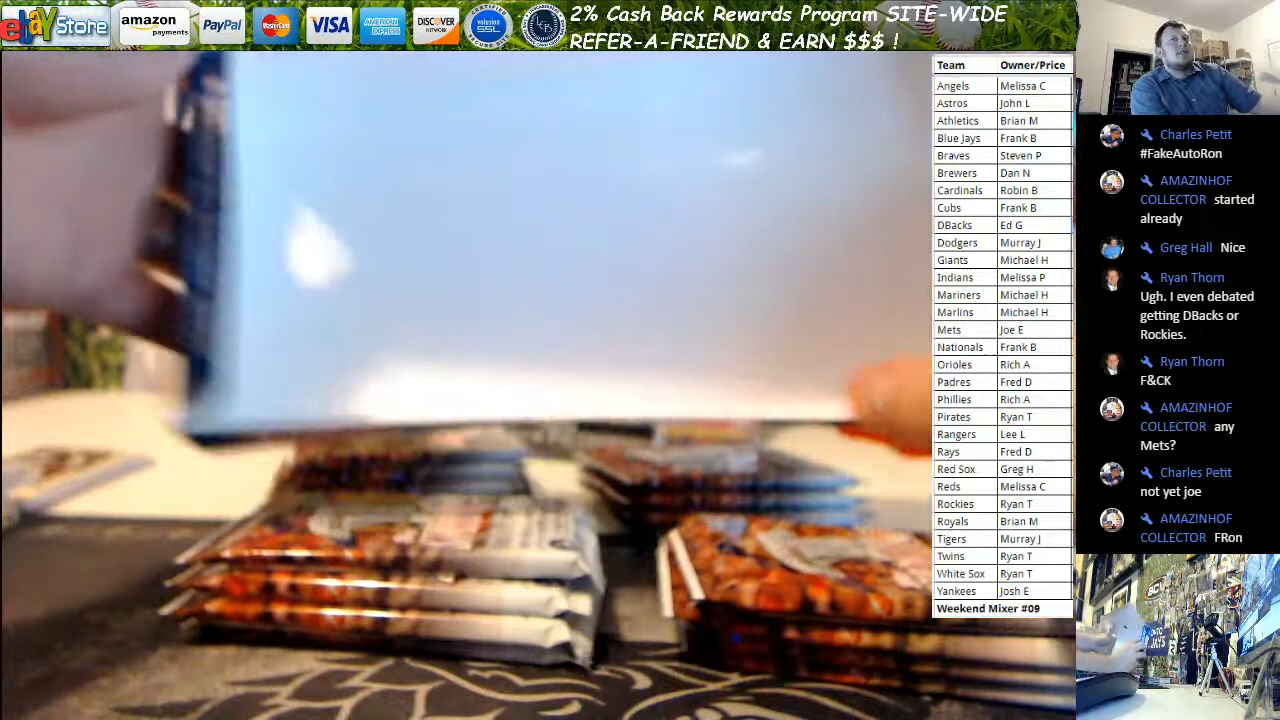 ebay Store
amazon
payments
PayPal
MasterCard
VISA
AMERICAN
EXPRESS
DISCOVER
NETWORK
2% Cash Back Rewards Program SITE-WIDE
REFER-A-FRIEND & EARN $$$ !
Team Owner/Price
Angels Melissa C
Astros John L
Athletics Brian M
Blue Jays Frank B
Braves Steven P
Brewers Dan N
Cardinals Robin B
Cubs Frank B
DBacks Ed G
Dodgers Murray J
Giants Michael H
Indians Melissa P
Mariners Michael H
Marlins Michael H
Mets Joe E
Nationals Frank B
Orioles Rich A
Padres Fred D
Phillies Rich A
Pirates Ryan T
Rangers Lee L
Rays Fred D
Red Sox Greg H
Reds Melissa C
Rockies Ryan T
Royals Brian M
Tigers Murray J
Twins Ryan T
White Sox Ryan T
Yankees Josh E
Weekend Mixer #09
Charles Petit
#FakeAutoRon
AMAZINHOF
COLLECTOR started
already
Greg Hall Nice
Ryan Thorn
Ugh. I even debated
getting DBacks or
Rockies.
Ryan Thorn
F&CK
AMAZINHOF
COLLECTOR any
Mets?
Charles Petit
not yet joe
AMAZINHOF
COLLECTOR FRon